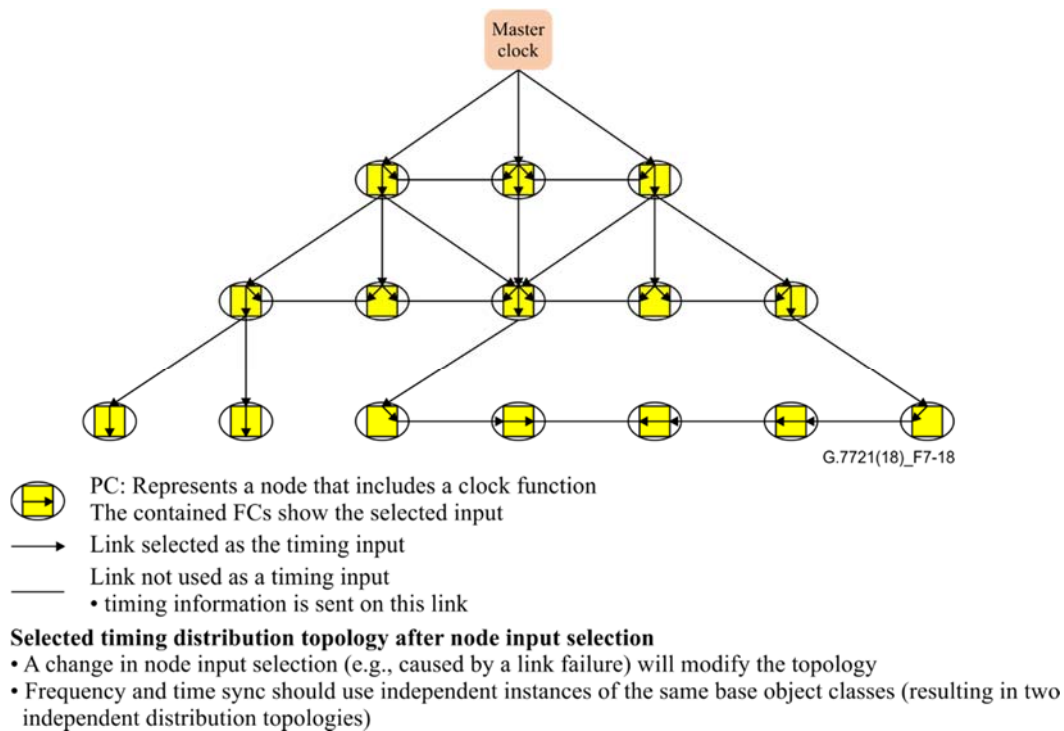 Master
clock
G.7721(18)_F7-18
PC: Represents a node that includes a clock function
The contained FCs show the selected input
Link selected as the timing input
Link not used as a timing input
• timing information is sent on this link
Selected timing distribution topology after node input selection
• A change in node input selection (e.g., caused by a link failure) will modify the topology
• Frequency and time sync should use independent instances of the same base object classes (resulting in two
independent distribution topologies)